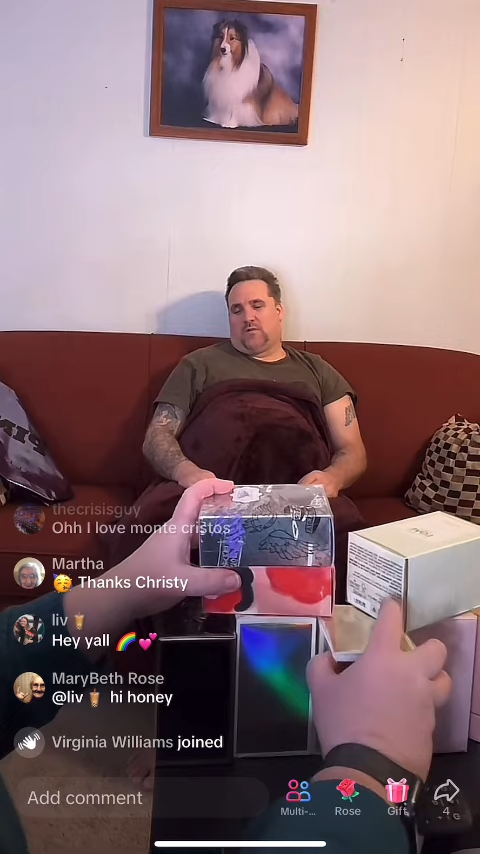 thecrisisguy
Ohh I love monte cristos
Martha
🥳 Thanks Christy
liv 🧋
Hey yall 🌈 💕
MaryBeth Rose
@liv 🧋 hi honey
Virginia Williams joined
Add comment
Multi-...
Rose
Gift
4